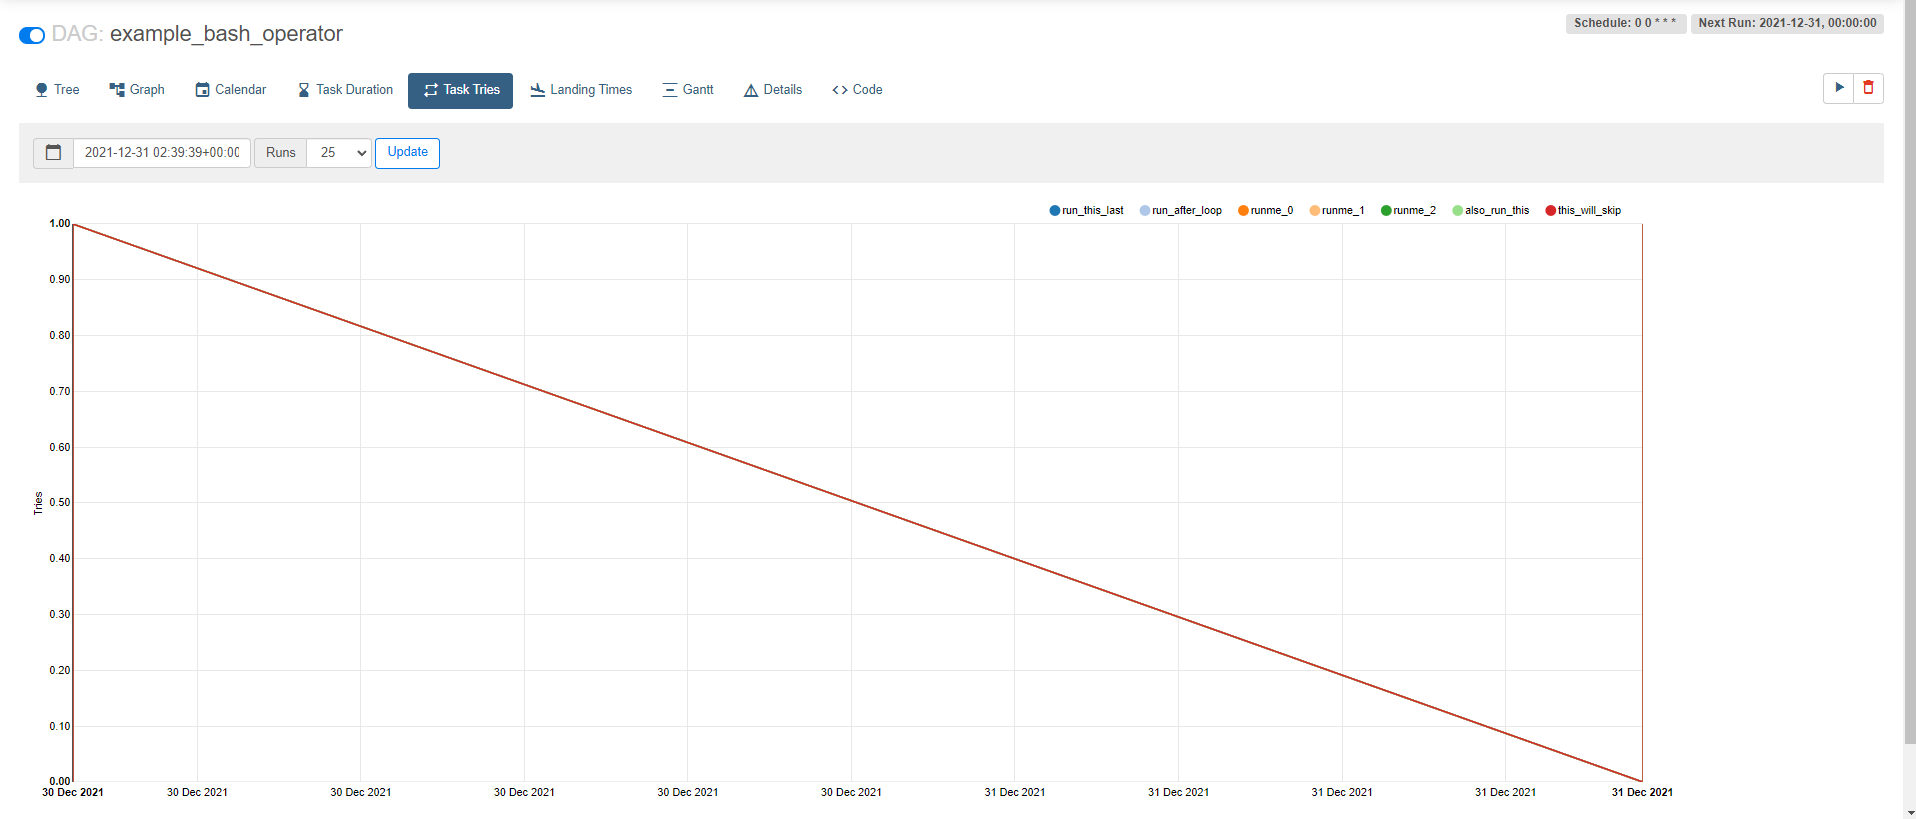 DAG: example_bash_operator
Schedule: 0 0 * * *
Next Run: 2021-12-31, 00:00:00
Tree
Graph
Calendar
Task Duration
Task Tries
Landing Times
Gantt
Details
Code
2021-12-31 02:39:39+00:00
Runs
25
Update
run_this_last
run_after_loop
runme_0
runme_1
runme_2
also_run_this
this_will_skip
1.00
0.90
0.80
0.70
0.60
0.50
0.40
0.30
0.20
0.10
0.00
Tries
30 Dec 2021
30 Dec 2021
30 Dec 2021
30 Dec 2021
30 Dec 2021
30 Dec 2021
31 Dec 2021
31 Dec 2021
31 Dec 2021
31 Dec 2021
31 Dec 2021